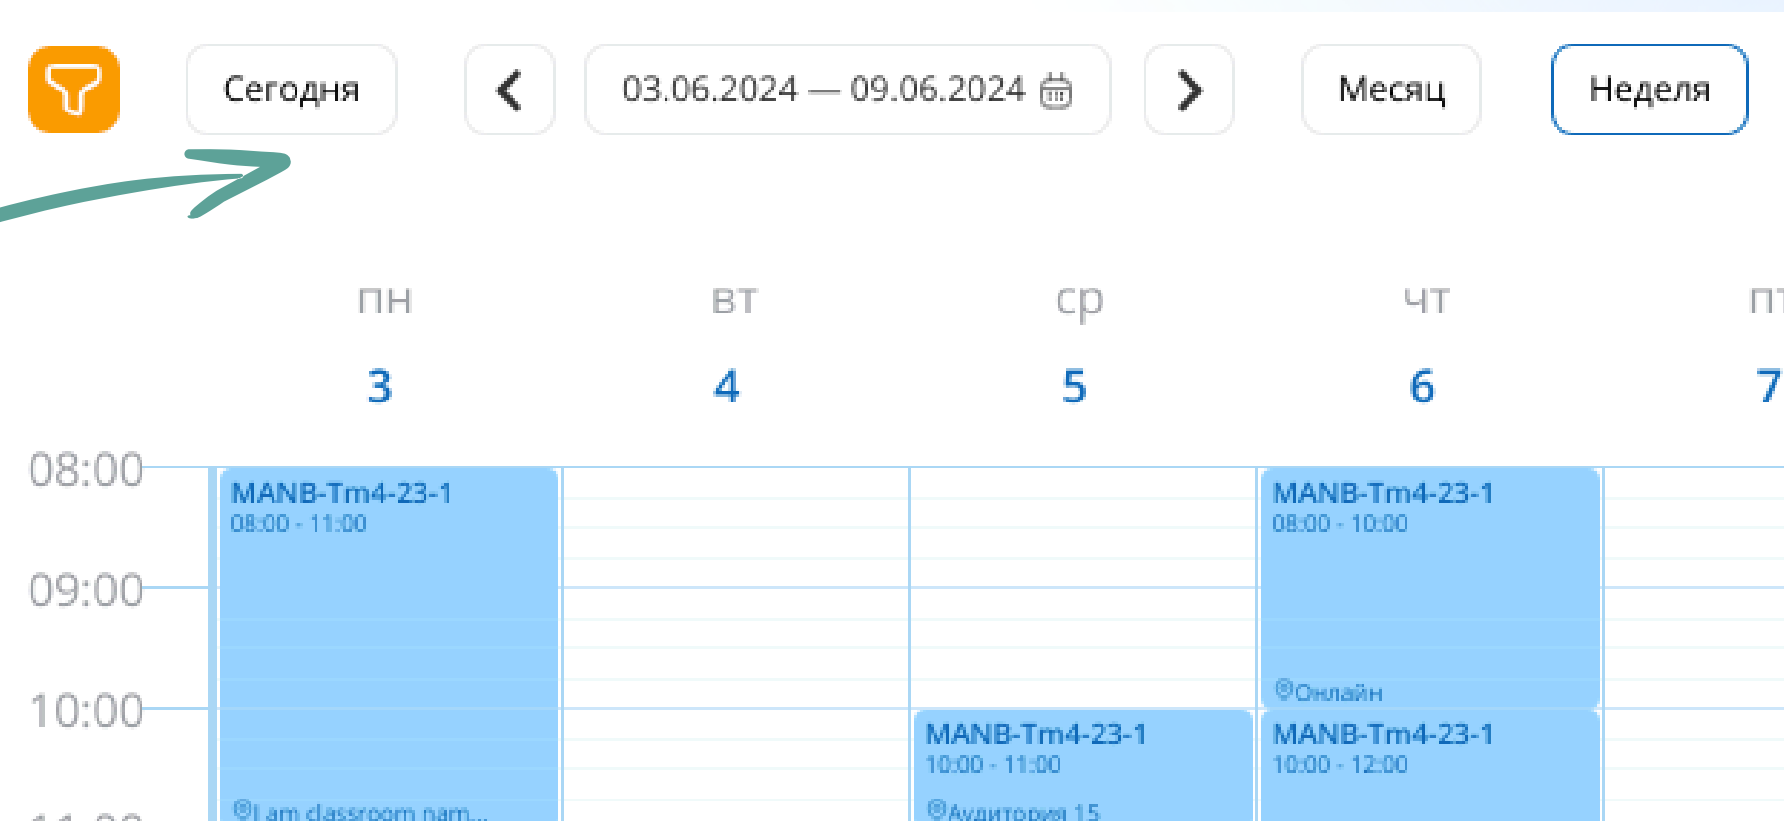 Сегодня
03.06.2024 — 09.06.2024
Месяц
Неделя
пн
вт
ср
чт
3
4
5
6
7
08:00
MANB-Tm4-23-1
08:00 - 11:00
MANB-Tm4-23-1
08:00 - 10:00
09:00
Онлайн
10:00
MANB-Tm4-23-1
10:00 - 11:00
MANB-Tm4-23-1
10:00 - 12:00
I am classroom nam...
Аудитория 15